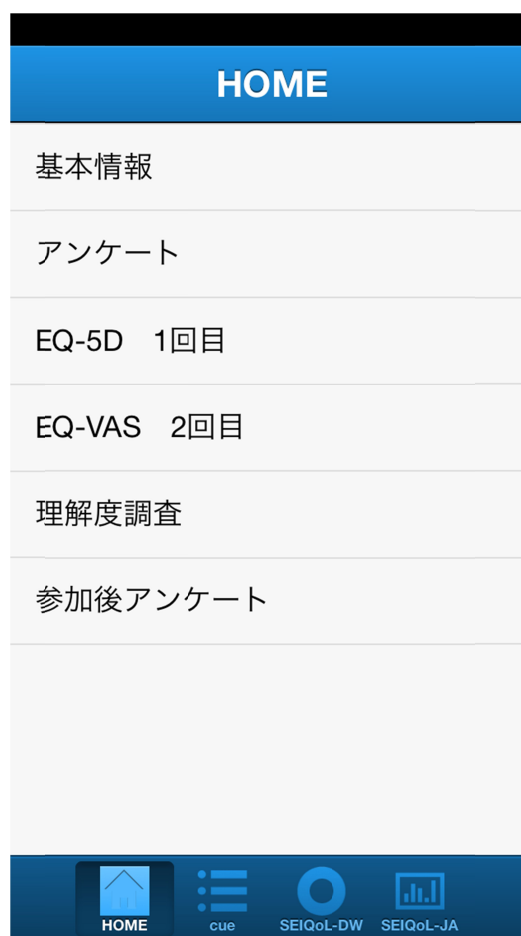 HOME
基本情報
アンケート
EQ-5D　1回目
EQ-VAS　2回目
理解度調査
参加後アンケート
HOME
cue
SEIQoL-DW
SEIQoL-JA